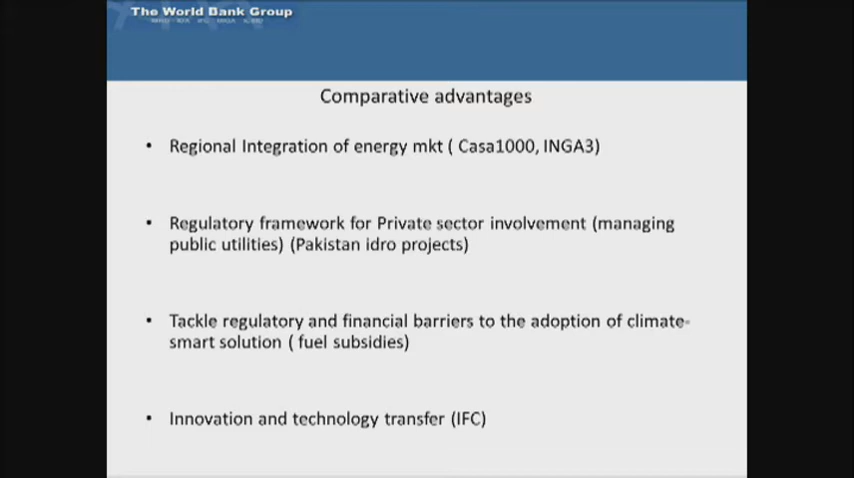 The World Bank Group
Comparative advantages
• Regional Integration of energy mkt ( Casa1000, INGA3)
• Regulatory framework for Private sector involvement (managing
public utilities) (Pakistan idro projects)
• Tackle regulatory and financial barriers to the adoption of climate-
smart solution ( fuel subsidies)
• Innovation and technology transfer (IFC)